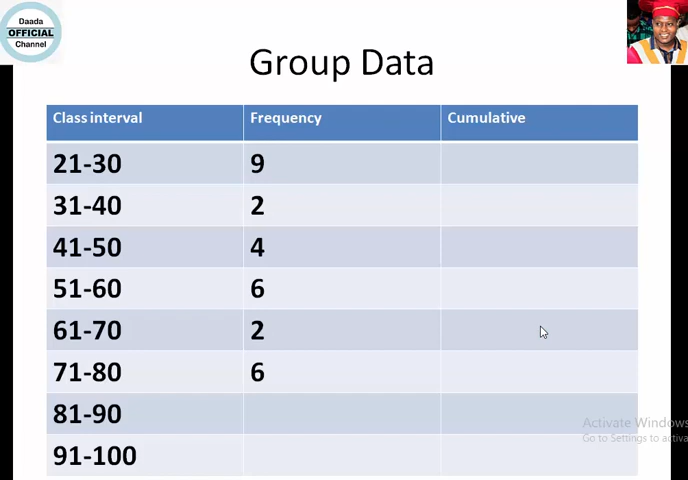 Daada
OFFICIAL
Channel
Group Data
Class interval Frequency Cumulative
21-30 9
31-40 2
41-50 4
51-60 6
61-70 2
71-80 6
81-90
91-100
Activate Windows
Go to Settings to activa